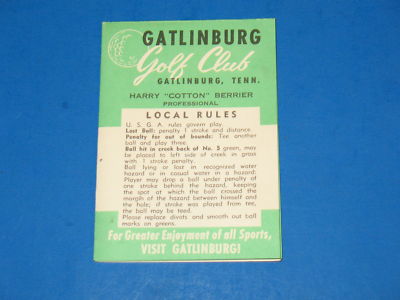 GATLINBURG
Golf Club
GATLINBURG, TENN.
HARRY "COTTON" BERRIER
PROFESSIONAL
LOCAL RULES
U. S. G. A. rules govern play.
Lost Ball: penalty 1 stroke and distance.
Penalty for out of bounds: Tee another
ball and play three.
Ball hit in creek back of No. 5 green, may
be placed to left side of creek in grass
with 1 stroke penalty.
Ball lying or lost in recognized water
hazard or in casual water in a hazard:
Player may drop a ball under penalty of
one stroke behind the hazard, keeping
the spot at which the ball crossed the
margin of the hazard between himself and
the hole; if stroke was played from tee,
the ball may be teed.
Please replace divots and smooth out ball
marks on greens.
For Greater Enjoyment of all Sports,
VISIT GATLINBURG!